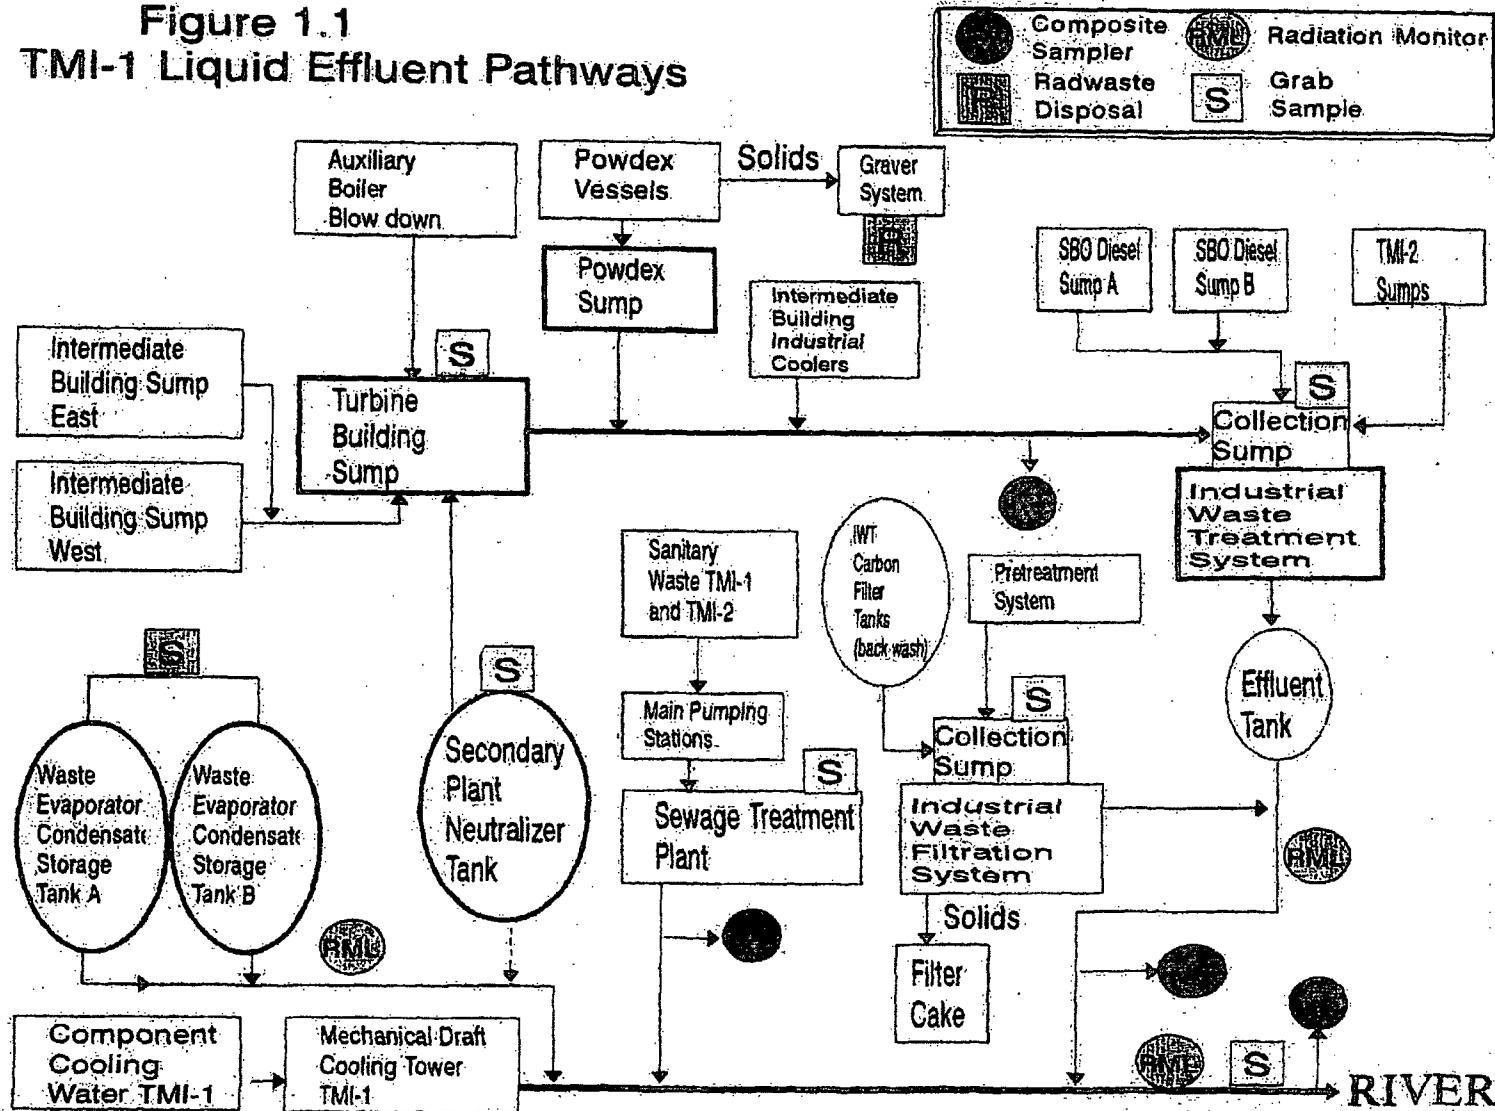 Figure 1.1
TMI-1 Liquid Effluent Pathways
Composite
Sampler
RML
Radiation Monitor
R
Radwaste
Disposal
S
Grab
Sample
Auxiliary
Boiler
Blow down
Powdex
Vessels
Solids
Graver
System
R
Powdex
Sump
Intermediate
Building
Industrial
Coolers
SBO Diesel
Sump A
SBO Diesel
Sump B
TMI-2
Sumps
Intermediate
Building Sump
East
S
Turbine
Building
Sump
S
Collection
Sump
Intermediate
Building Sump
West
Industrial
Waste
Treatment
System
Sanitary
Waste TMI-1
and TMI-2
IWT
Carbon
Filter
Tanks
(back wash)
Pretreatment
System
S
S
Main Pumping
Stations
S
Collection
Sump
Effluent
Tank
Waste
Evaporator
Condensate
Storage
Tank A
Waste
Evaporator
Condensate
Storage
Tank B
Secondary
Plant
Neutralizer
Tank
S
Sewage Treatment
Plant
Industrial
Waste
Filtration
System
RML
Solids
RML
Filter
Cake
Component
Cooling
Water TMI-1
Mechanical Draft
Cooling Tower
TMI-1
RML
S
RIVER